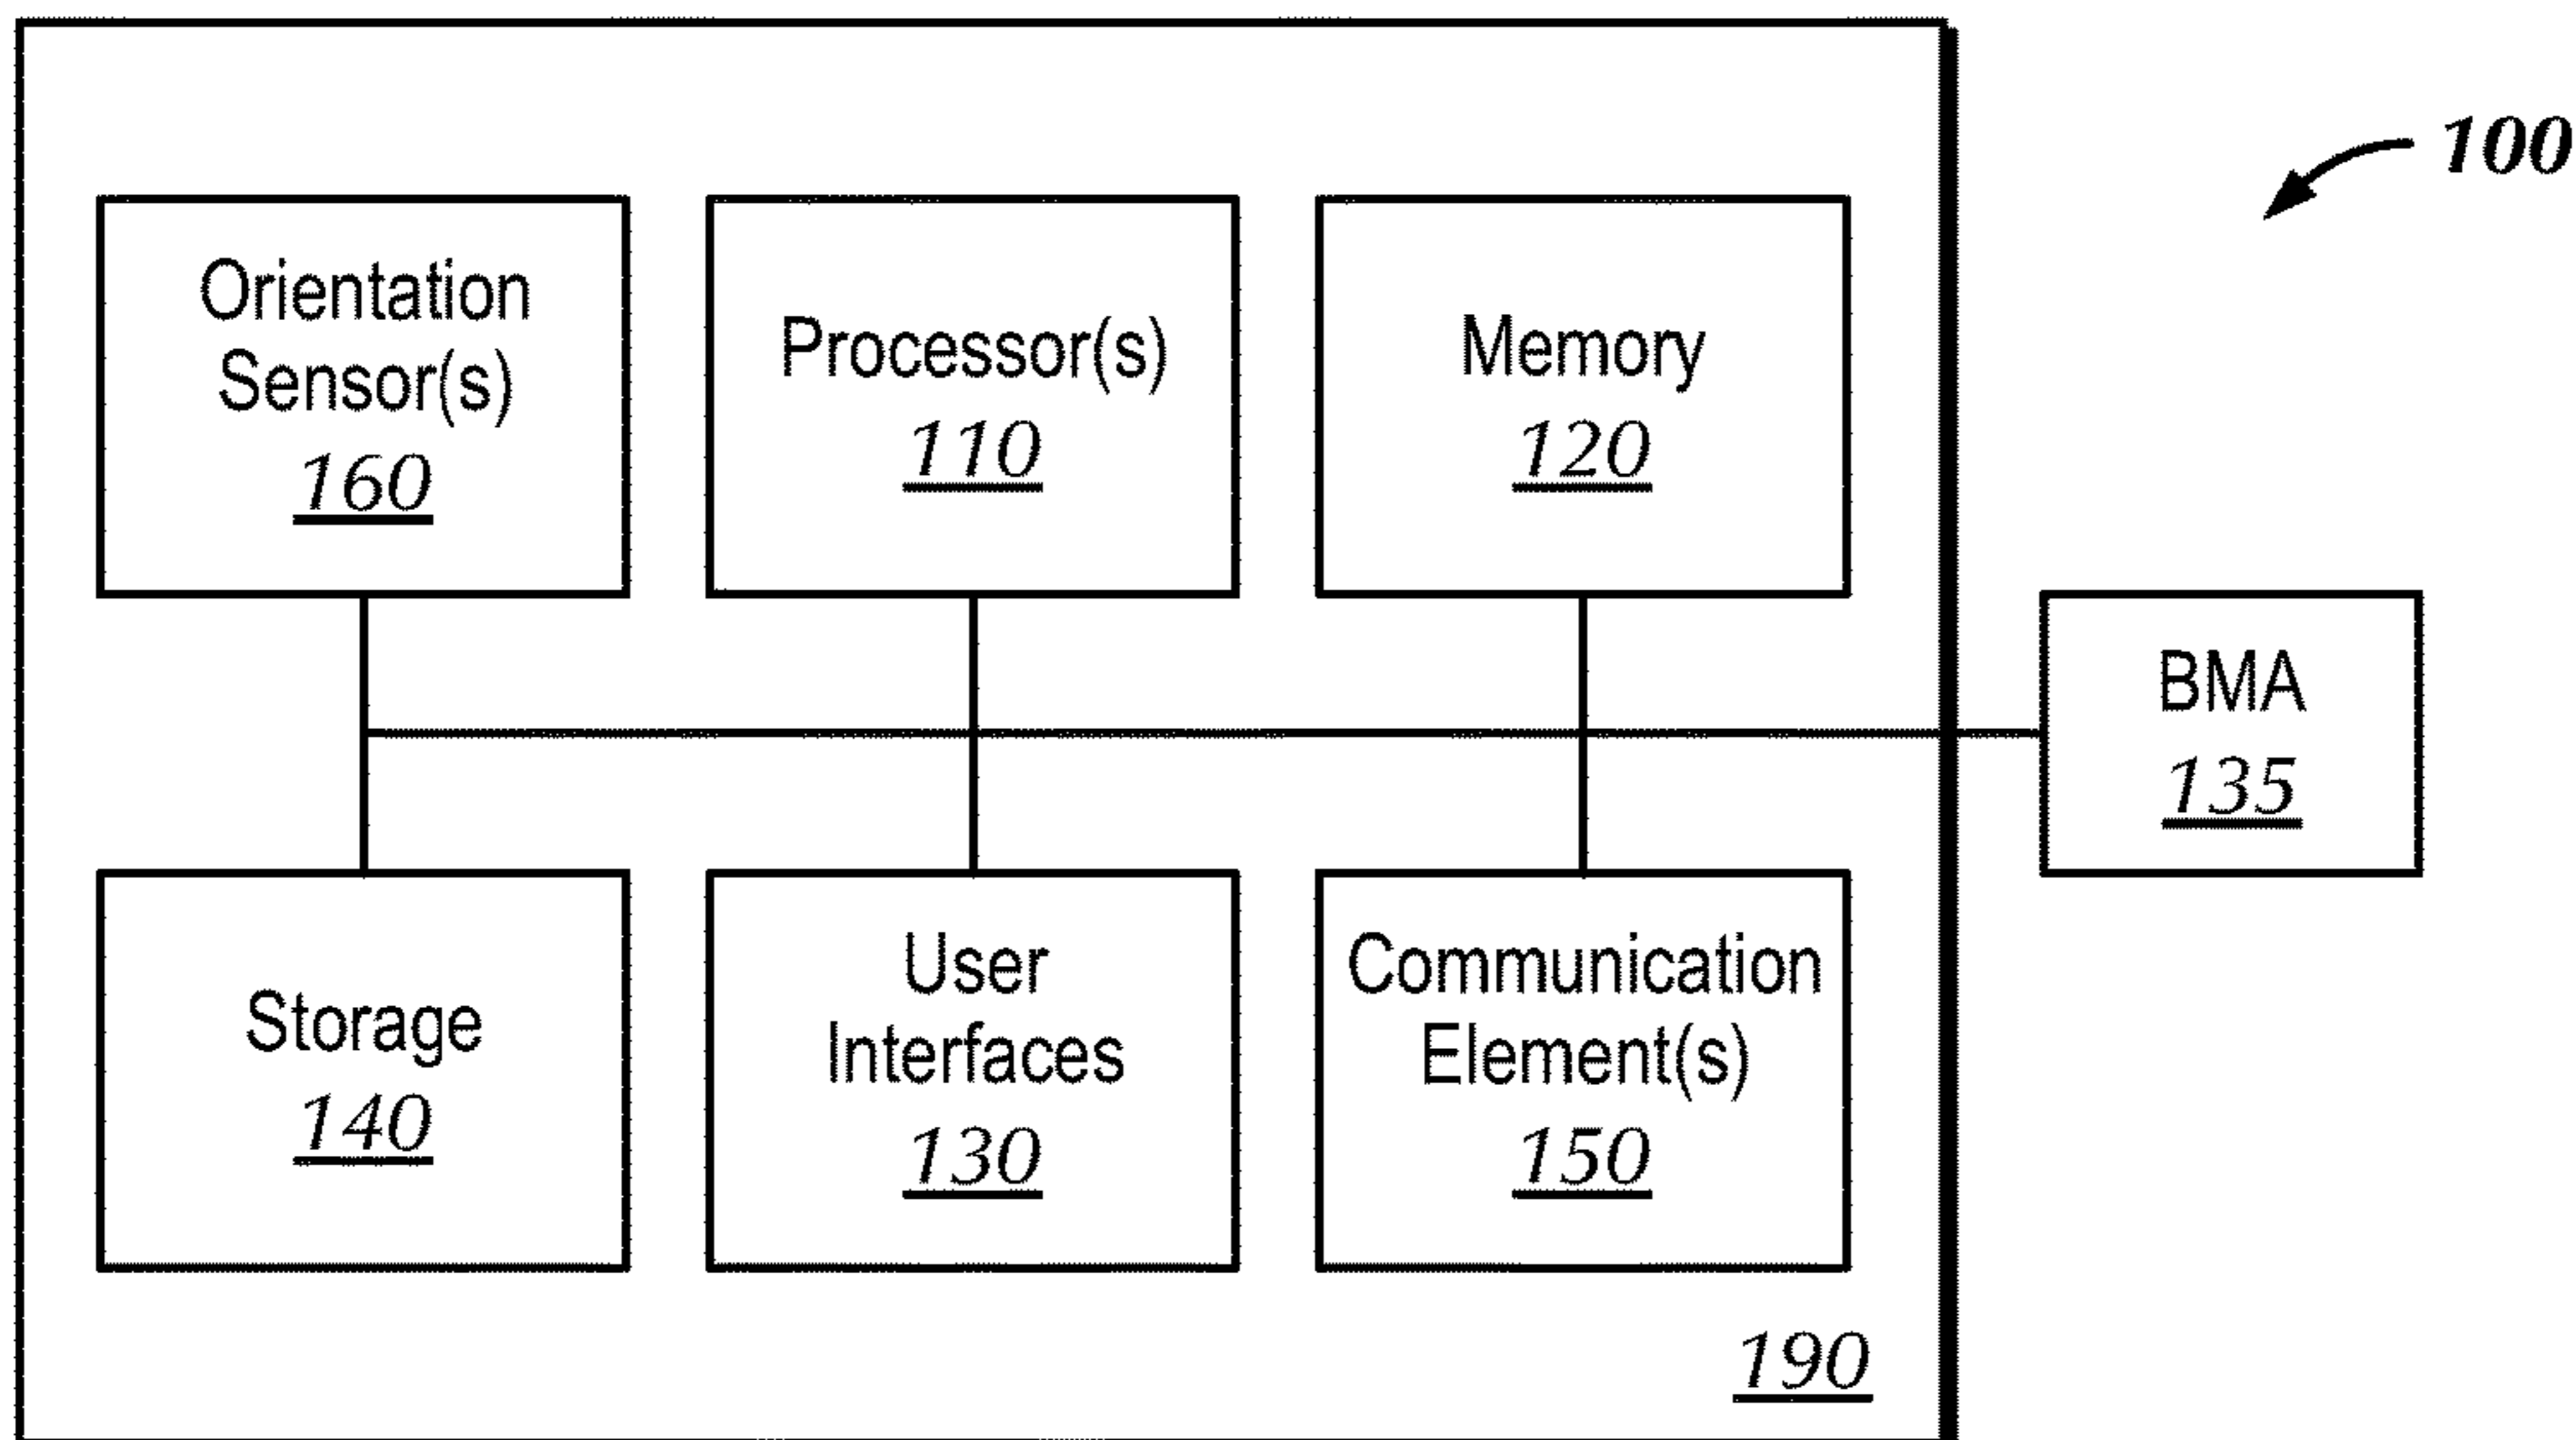 100
Orientation
Sensor(s)
160
Processor(s)
110
Memory
120
BMA
135
Storage
140
User
Interfaces
130
Communication
Element(s)
150
190